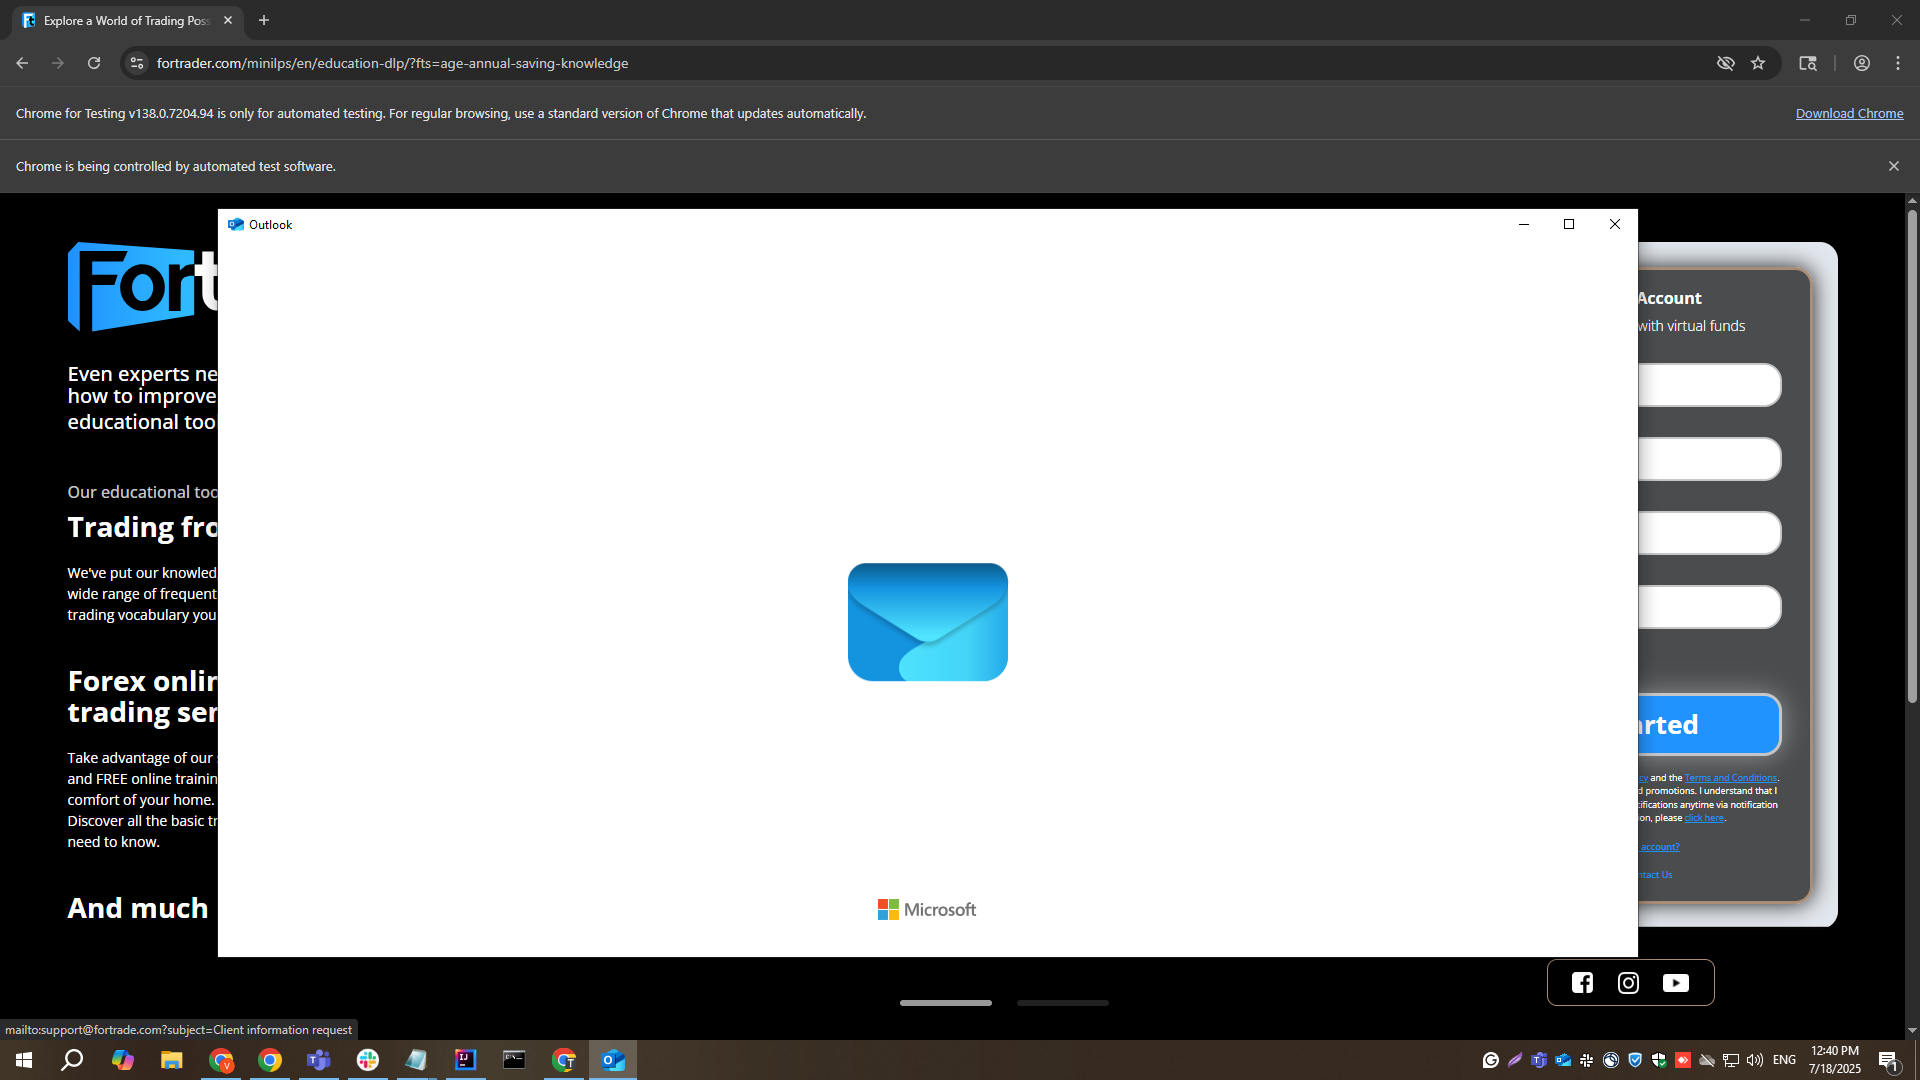 Explore a World of Trading Pos
fortrader.com/minilps/en/education-dlp/?fts=age-annual-saving-knowledge
Chrome for Testing v138.0.7204.94 is only for automated testing. For regular browsing, use a standard version of Chrome that updates automatically.
Download Chrome
Chrome is being controlled by automated test software.
Outlook
Fort
Account
with virtual funds
Even experts ne
how to improve
educational too
Our educational too
Trading fro
We've put our knowled
wide range of frequent
trading vocabulary you
Forex onlin
trading ser
arted
Take advantage of our
and FREE online trainin
comfort of your home.
Discover all the basic tr
need to know.
cy and the Terms and Conditions.
d promotions. I understand that I
ifications anytime via notification
on, please click here.
account?
ntact Us
And much
Microsoft
mailto:support@fortrade.com?subject=Client information request
ENG
12:40 PM
7/18/2025
1